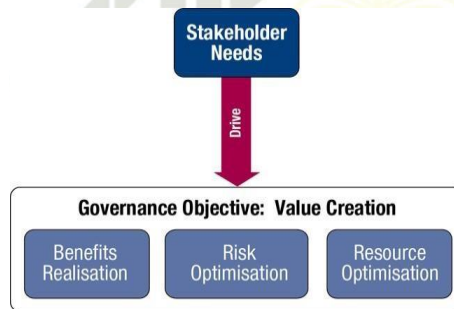 Stakeholder
Needs
Drive
Governance Objective: Value Creation
Benefits
Realisation
Risk
Optimisation
Resource
Optimisation